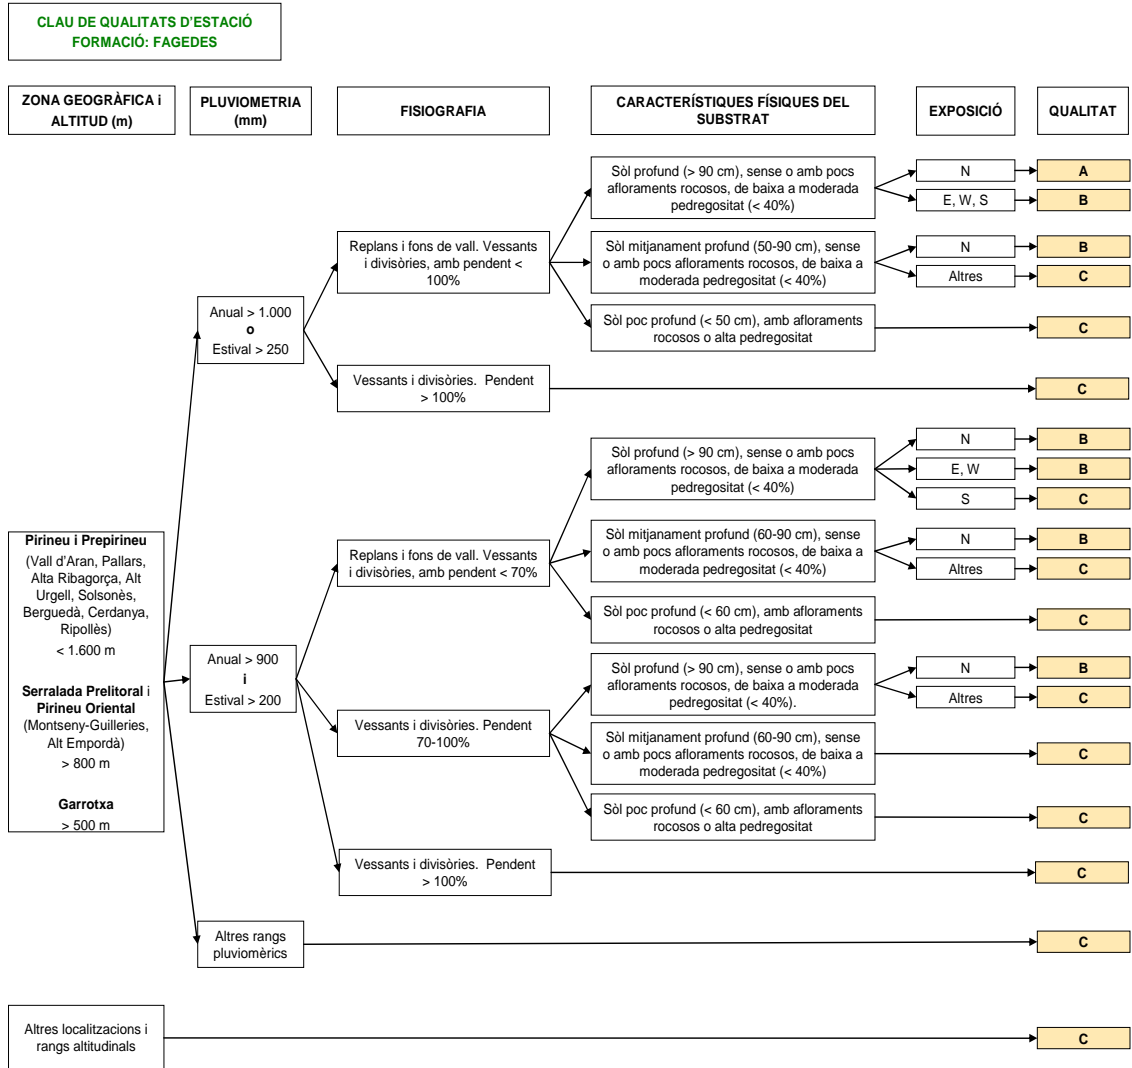 CLAU DE QUALITATS D'ESTACIÓ
FORMACIÓ: FAGEDES
ZONA GEOGRÀFICA i
ALTITUD (m)
PLUVIOMETRIA
(mm)
FISIOGRAFIA
CARACTERÍSTIQUES FÍSIQUES DEL
SUBSTRAT
EXPOSICIÓ
QUALITAT
Pirineu i Prepirineu
(Vall d'Aran, Pallars,
Alta Ribagorça, Alt
Urgell, Solsonès,
Berguedà, Cerdanya,
Ripollès)
< 1.600 m
Serralada Prelitoral i
Pirineu Oriental
(Montseny-Guilleries,
Alt Empordà)
> 800 m
Garrotxa
> 500 m
Anual > 1.000
o
Estival > 250
Replans i fons de vall. Vessants
i divisòries, amb pendent <
100%
Sòl profund (> 90 cm), sense o amb pocs
afloraments rocosos, de baixa a moderada
pedregositat (< 40%)
N
A
E, W, S
B
Sòl mitjanament profund (50-90 cm), sense
o amb pocs afloraments rocosos, de baixa a
moderada pedregositat (< 40%)
N
B
Altres
C
Sòl poc profund (< 50 cm), amb afloraments
rocosos o alta pedregositat
C
Vessants i divisòries. Pendent
> 100%
C
Anual > 900
i
Estival > 200
Replans i fons de vall. Vessants
i divisòries, amb pendent < 70%
Sòl profund (> 90 cm), sense o amb pocs
afloraments rocosos, de baixa a moderada
pedregositat (< 40%)
N
B
E, W
B
S
C
Sòl mitjanament profund (60-90 cm), sense
o amb pocs afloraments rocosos, de baixa a
moderada pedregositat (< 40%)
N
B
Altres
C
Sòl poc profund (< 60 cm), amb afloraments
rocosos o alta pedregositat
C
Vessants i divisòries. Pendent
70-100%
Sòl profund (> 90 cm), sense o amb pocs
afloraments rocosos, de baixa a moderada
pedregositat (< 40%).
N
B
Altres
C
Sòl mitjanament profund (60-90 cm), sense
o amb pocs afloraments rocosos, de baixa a
moderada pedregositat (< 40%)
C
Sòl poc profund (< 60 cm), amb afloraments
rocosos o alta pedregositat
C
Vessants i divisòries. Pendent
> 100%
C
Altres rangs
pluviomèrics
C
Altres localitzacions i
rangs altitudinals
C